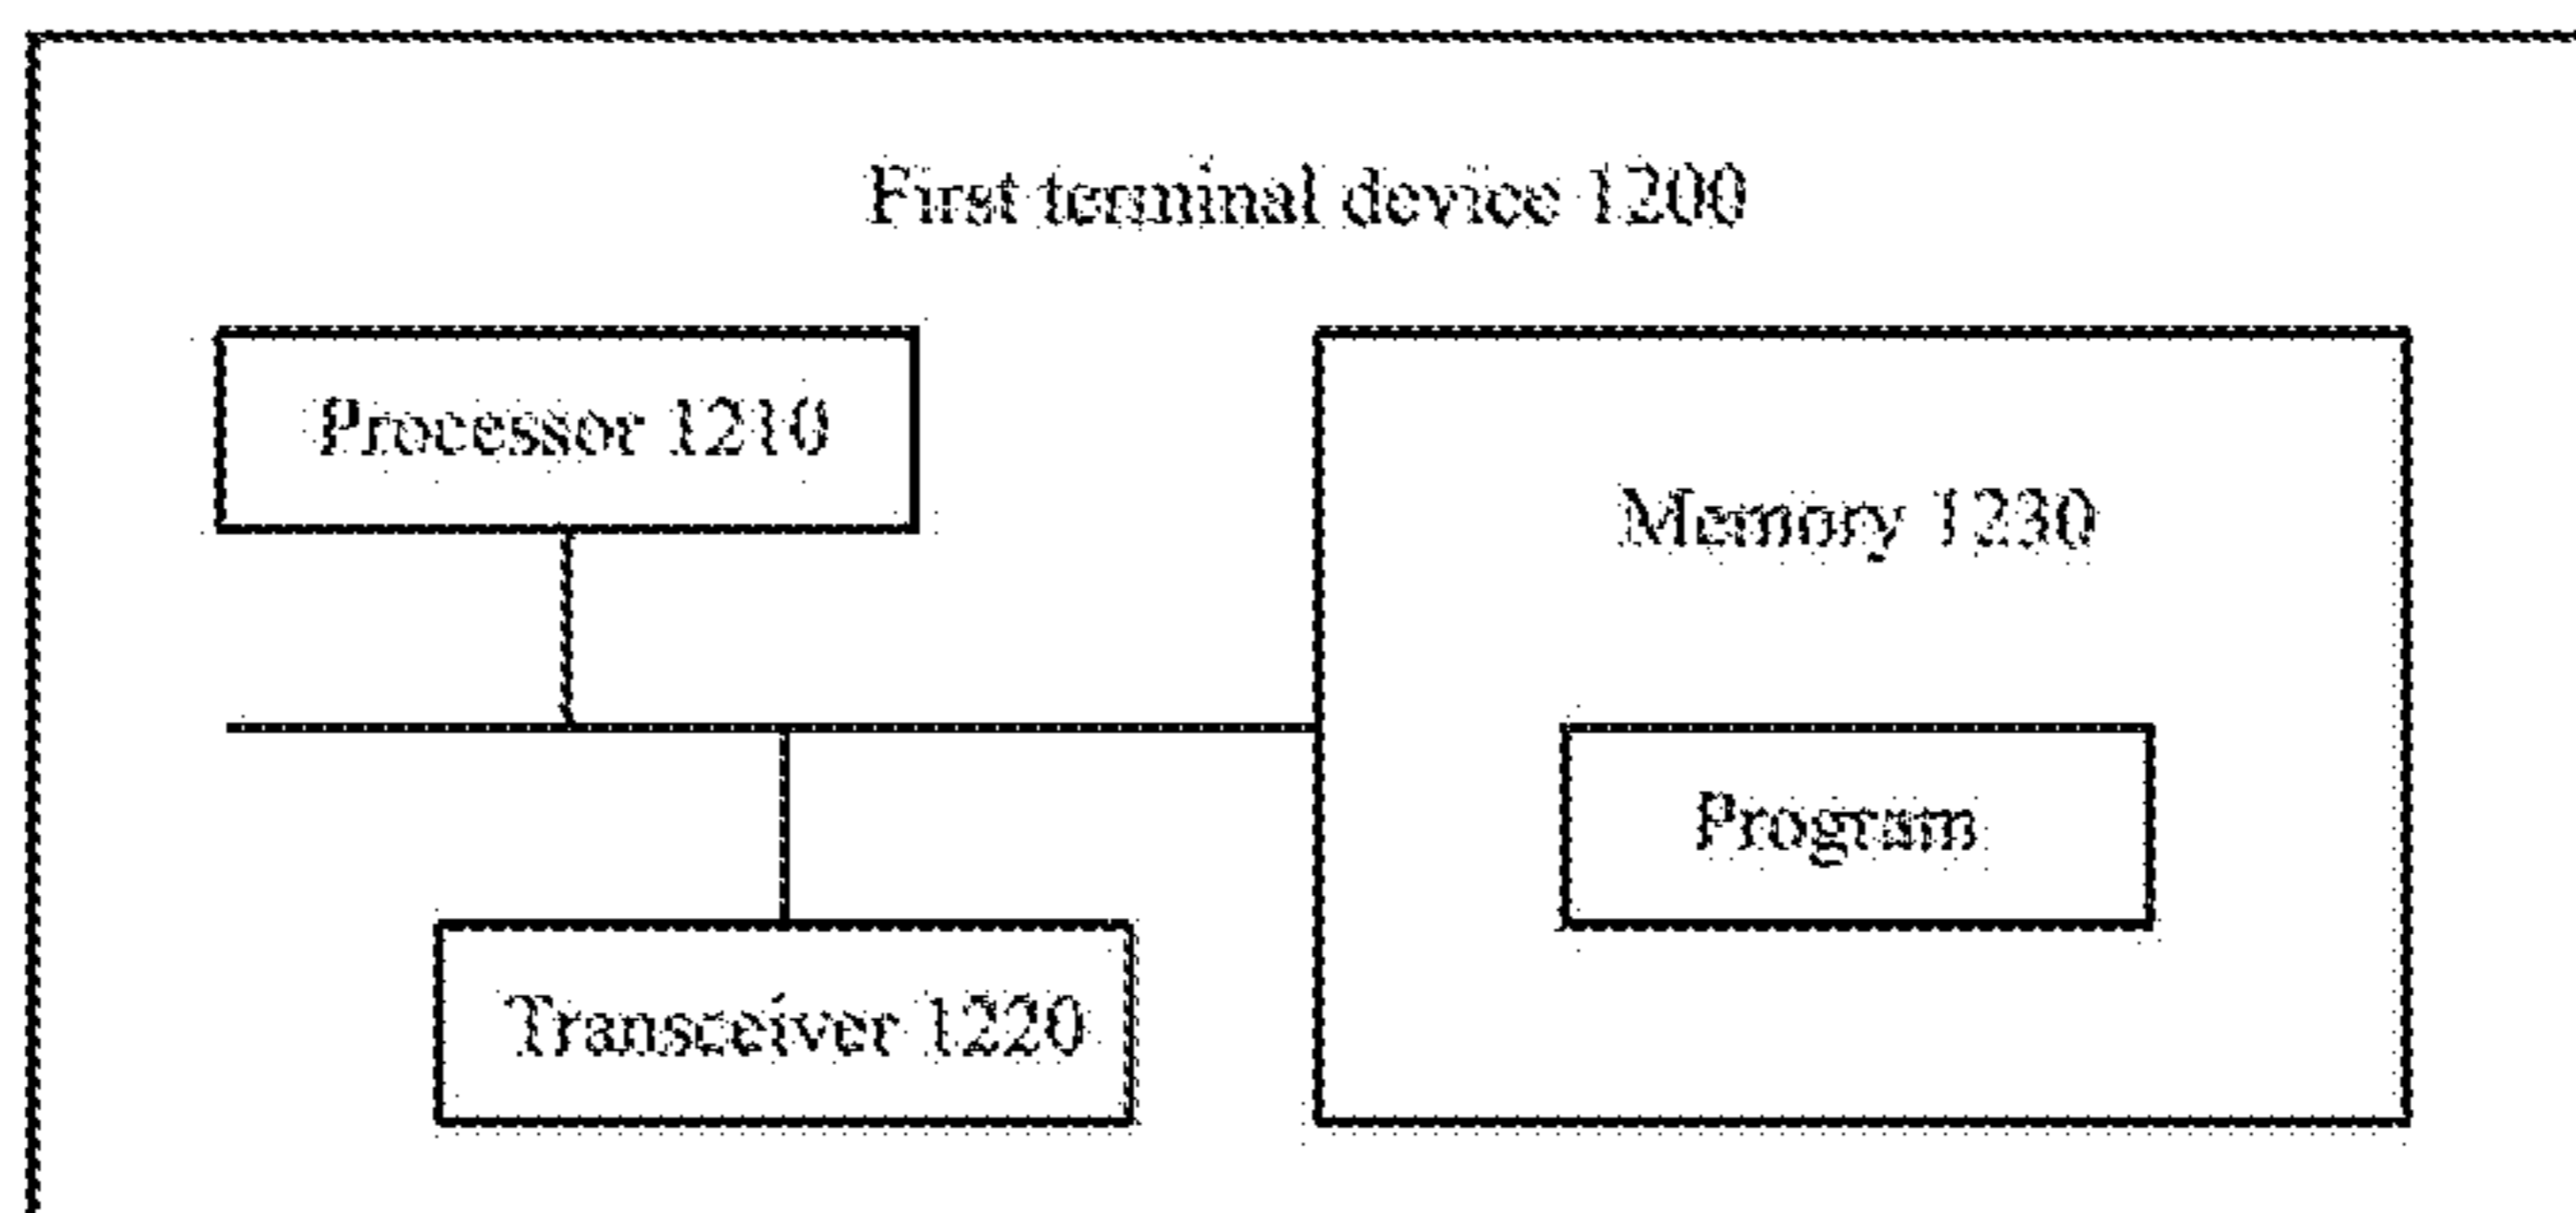 First terminal device 1200
Processor 1210
Memory 1230
Program
Transceiver 1220